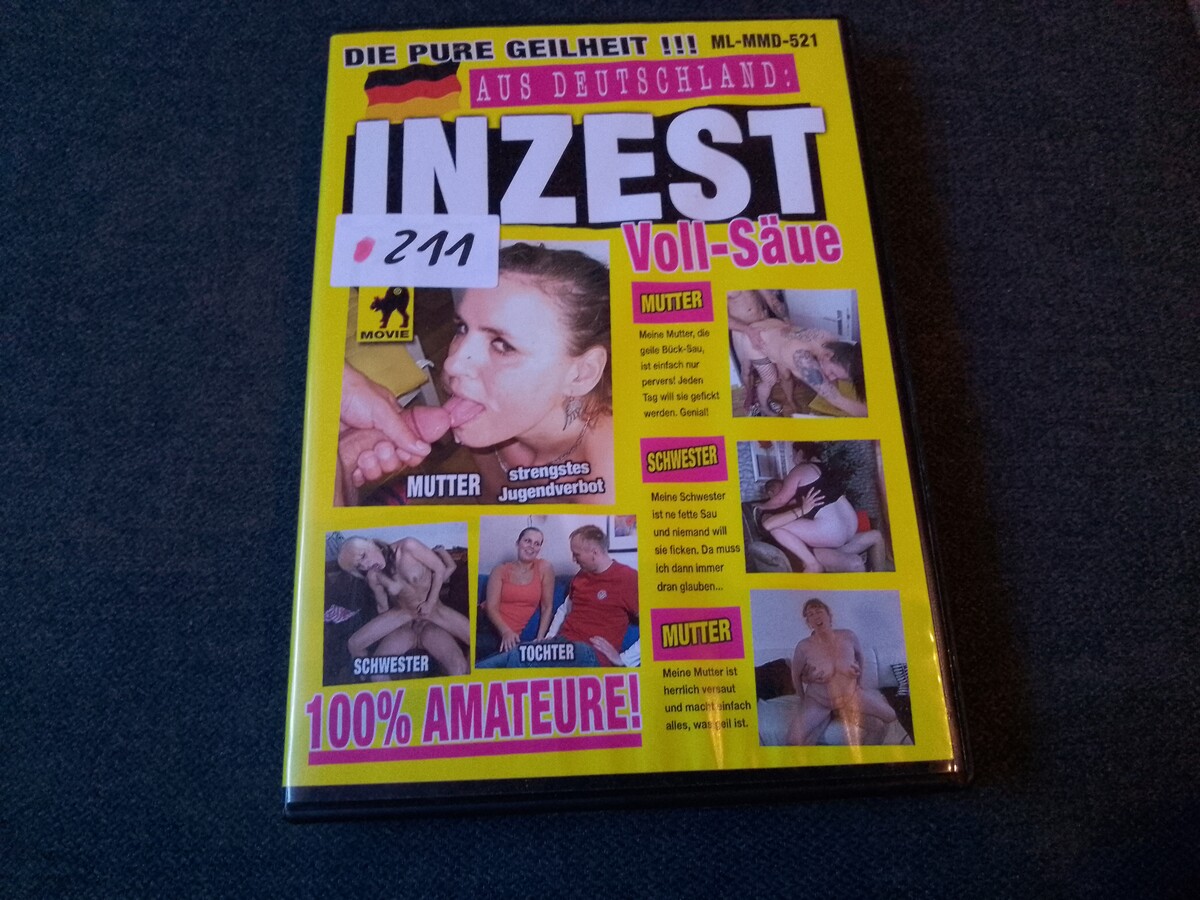 DIE PURE GEILHEIT !!!
ML-MMD-521
AUS DEUTSCHLAND:
INZEST
Voll-Säue
211
MOVIE
MUTTER
strengstes
Jugendverbot
MUTTER
Meine Mutter, die
geile Bück-Sau,
ist einfach nur
pervers! Jeden
Tag will sie gefickt
werden. Genial!
SCHWESTER
Meine Schwester
ist ne fette Sau
und niemand will
sie ficken. Da muss
ich dann immer
dran glauben...
SCHWESTER
TOCHTER
MUTTER
Meine Mutter ist
herrlich versaut
und macht einfach
alles, was geil ist.
100% AMATEURE!